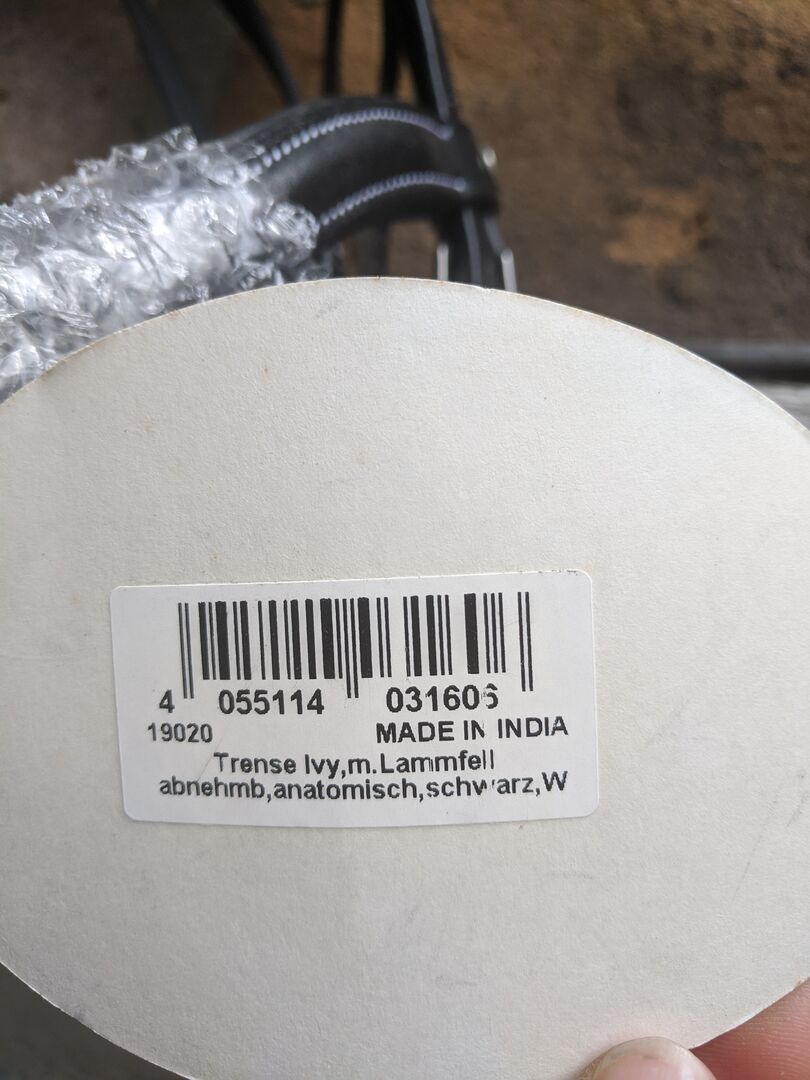 4 055114 031606
19020 MADE IN INDIA
Trense Ivy,m.Lammfell
abnehmb,anatomisch,schwarz,W